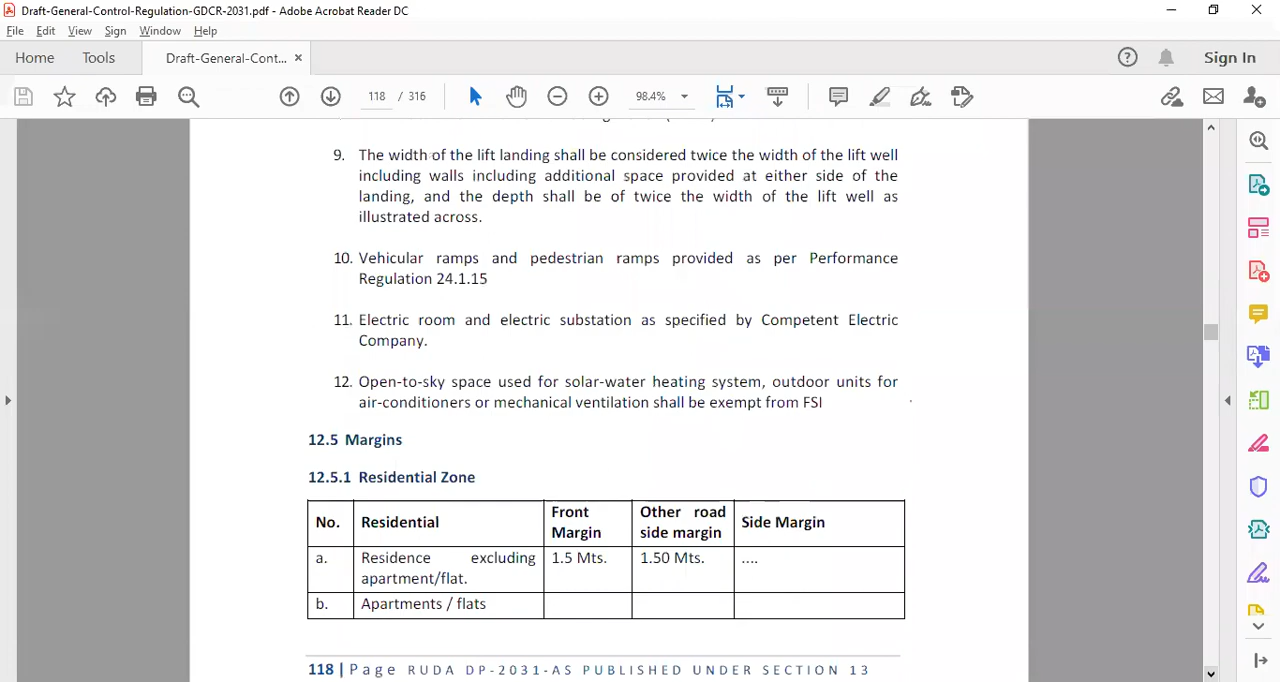 Draft-General-Control-Regulation-GDCR-2031.pdf - Adobe Acrobat Reader DC
File Edit View Sign Window Help
Home Tools Draft-General-Cont... × Sign In
118 / 316 98.4%
9. The width of the lift landing shall be considered twice the width of the lift well
including walls including additional space provided at either side of the
landing, and the depth shall be of twice the width of the lift well as
illustrated across.
10. Vehicular ramps and pedestrian ramps provided as per Performance
Regulation 24.1.15
11. Electric room and electric substation as specified by Competent Electric
Company.
12. Open-to-sky space used for solar-water heating system, outdoor units for
air-conditioners or mechanical ventilation shall be exempt from FSI
12.5 Margins
12.5.1 Residential Zone
No. Residential Front Margin Other road side margin Side Margin
a. Residence excluding apartment/flat. 1.5 Mts. 1.50 Mts. ....
b. Apartments / flats
118 | Page RUDA DP-2031-AS PUBLISHED UNDER SECTION 13